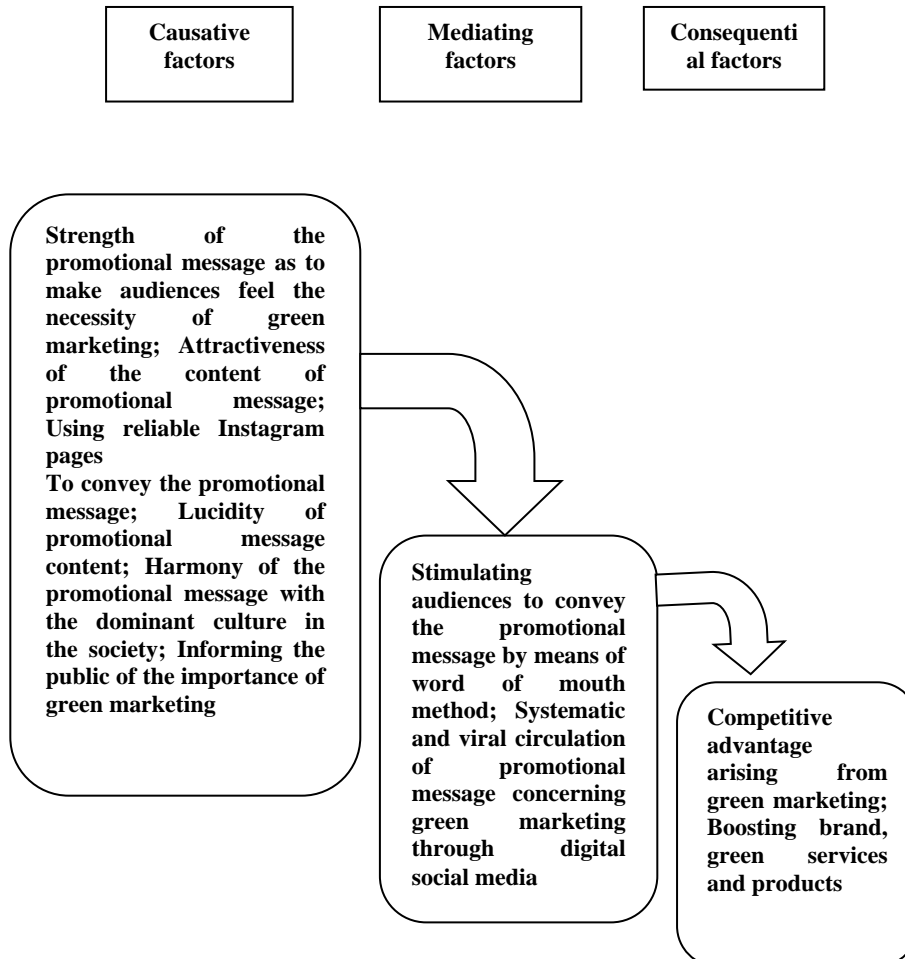 Causative
factors
Mediating
factors
Consequenti
al factors
Strength of the
promotional message as to
make audiences feel the
necessity of green
marketing; Attractiveness
of the content of
promotional message;
Using reliable Instagram
pages
To convey the promotional
message; Lucidity of
promotional message
content; Harmony of the
promotional message with
the dominant culture in
the society; Informing the
public of the importance of
green marketing
Stimulating
audiences to convey
the promotional
message by means of
word of mouth
method; Systematic
and viral circulation
of promotional
message concerning
green marketing
through digital
social media
Competitive
advantage
arising from
green marketing;
Boosting brand,
green services
and products